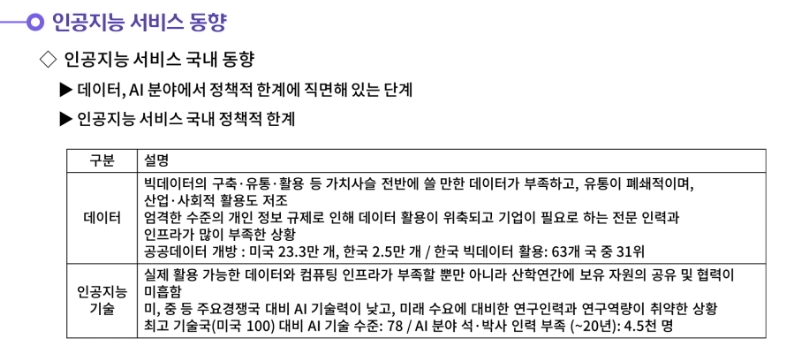 인공지능 서비스 동향
◇ 인공지능 서비스 국내 동향
▶ 데이터, AI 분야에서 정책적 한계에 직면해 있는 단계
▶ 인공지능 서비스 국내 정책적 한계
구분 설명
데이터
빅데이터의 구축·유통·활용 등 가치사슬 전반에 쓸 만한 데이터가 부족하고, 유통이 폐쇄적이며,
산업·사회적 활용도 저조
엄격한 수준의 개인 정보 규제로 인해 데이터 활용이 위축되고 기업이 필요로 하는 전문 인력과
인프라가 많이 부족한 상황
공공데이터 개방 : 미국 23.3만 개, 한국 2.5만 개 / 한국 빅데이터 활용: 63개 국 중 31위
인공지능
기술
실제 활용 가능한 데이터와 컴퓨팅 인프라가 부족할 뿐만 아니라 산학연간에 보유 자원의 공유 및 협력이
미흡함
미, 중 등 주요경쟁국 대비 AI 기술력이 낮고, 미래 수요에 대비한 연구인력과 연구역량이 취약한 상황
최고 기술국(미국 100) 대비 AI 기술 수준: 78 / AI 분야 석·박사 인력 부족 (~20년): 4.5천 명